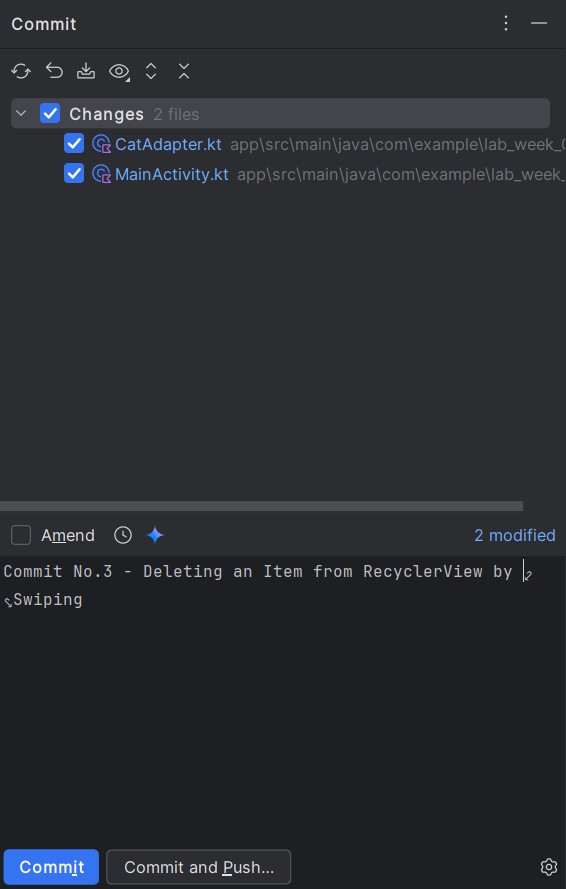 Commit
Changes 2 files
CatAdapter.kt app\src\main\java\com\example\lab_week_
MainActivity.kt app\src\main\java\com\example\lab_week_
Amend 2 modified
Commit No.3 - Deleting an Item from RecyclerView by
Swiping
Commit Commit and Push...